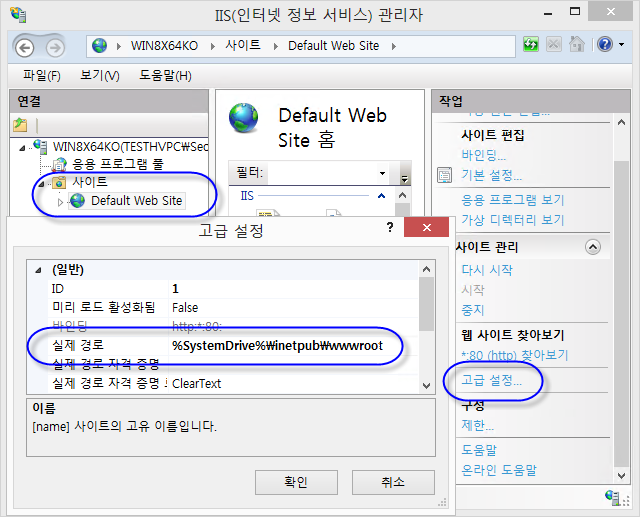 IIS(인터넷 정보 서비스) 관리자
WIN8X64KO
사이트
Default Web Site
파일(F)
보기(V)
도움말(H)
연결
WIN8X64KO(TESTHVPC₩Sec
응용 프로그램 풀
사이트
Default Web Site
Default Web
Site 홈
필터:
IIS
작업
사이트 편집
바인딩...
기본 설정...
응용 프로그램 보기
가상 디렉터리 보기
사이트 관리
다시 시작
시작
중지
웹 사이트 찾아보기
*:80 (http) 찾아보기
고급 설정...
구성
제한...
도움말
온라인 도움말
고급 설정
(일반)
ID 1
미리 로드 활성화됨 False
바인딩 http:*:80:
실제 경로 %SystemDrive%₩inetpub₩wwwroot
실제 경로 자격 증명
실제 경로 자격 증명 ClearText
이름
[name] 사이트의 고유 이름입니다.
확인
취소